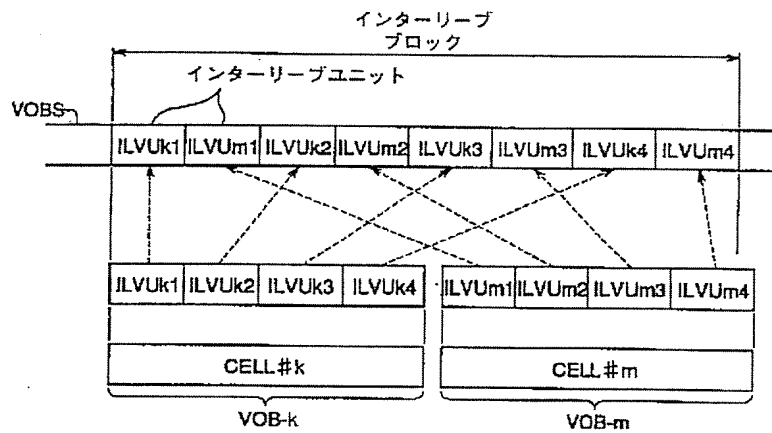 インターリーブ
ブロック
インターリーブユニット
VOBS
ILVUk1 ILVUm1 ILVUk2 ILVUm2 ILVUk3 ILVUm3 ILVUk4 ILVUm4
ILVUk1 ILVUk2 ILVUk3 ILVUk4 ILVUm1 ILVUm2 ILVUm3 ILVUm4
CELL#k CELL#m
VOB-k VOB-m